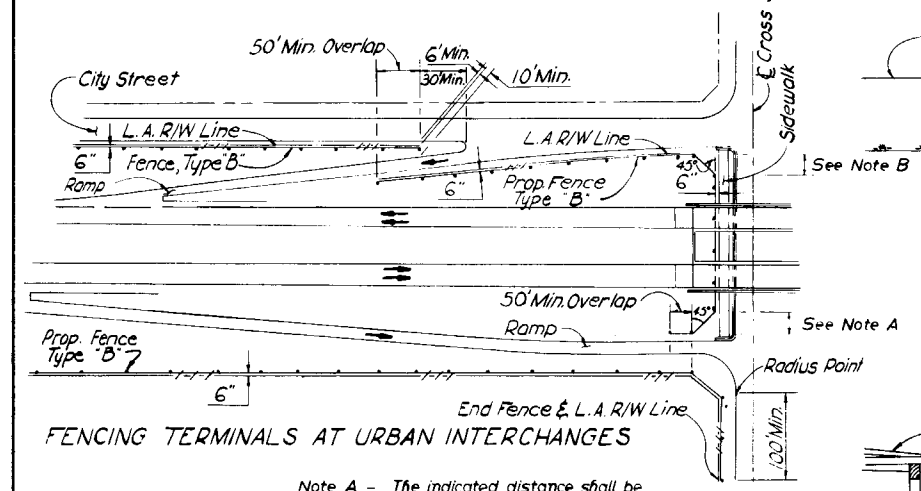 50' Min. Overlap
6' Min.
30' Min.
10' Min.
City Street
℄ Cross
Sidewalk
L.A. R/W Line
L.A. R/W Line
6"
Fence, Type "B"
Ramp
6"
Prop. Fence
Type "B"
45°
6"
See Note B
50' Min. Overlap
45°
Ramp
See Note A
Prop. Fence
Type "B"
6"
Radius Point
End Fence & L.A. R/W Line
100' Min.
FENCING TERMINALS AT URBAN INTERCHANGES
Note A - The indicated distance shall be